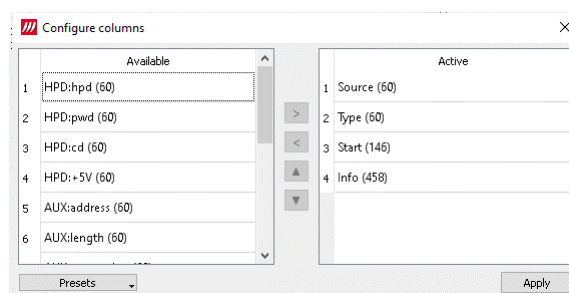 Configure columns
Available
1 HPD:hpd (60)
2 HPD:pwd (60)
3 HPD:cd (60)
4 HPD:+5V (60)
5 AUX:address (60)
6 AUX:length (60)
>
<
▲
▼
Active
1 Source (60)
2 Type (60)
3 Start (146)
4 Info (458)
Presets
Apply